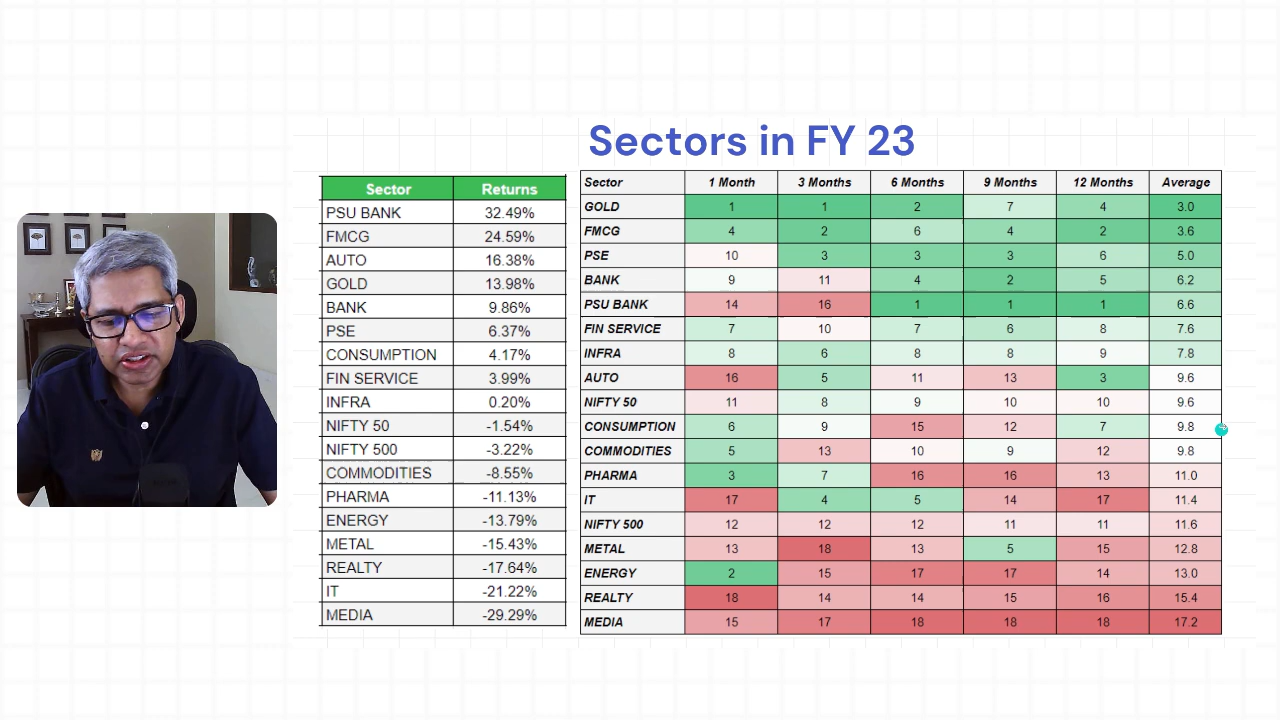 Sectors in FY 23
Sector Returns
PSU BANK 32.49%
FMCG 24.59%
AUTO 16.38%
GOLD 13.98%
BANK 9.86%
PSE 6.37%
CONSUMPTION 4.17%
FIN SERVICE 3.99%
INFRA 0.20%
NIFTY 50 -1.54%
NIFTY 500 -3.22%
COMMODITIES -8.55%
PHARMA -11.13%
ENERGY -13.79%
METAL -15.43%
REALTY -17.64%
IT -21.22%
MEDIA -29.29%
Sector 1 Month 3 Months 6 Months 9 Months 12 Months Average
GOLD 1 1 2 7 4 3.0
FMCG 4 2 6 4 2 3.6
PSE 10 3 3 3 6 5.0
BANK 9 11 4 2 5 6.2
PSU BANK 14 16 1 1 1 6.6
FIN SERVICE 7 10 7 6 8 7.6
INFRA 8 6 8 8 9 7.8
AUTO 16 5 11 13 3 9.6
NIFTY 50 11 8 9 10 10 9.6
CONSUMPTION 6 9 15 12 7 9.8
COMMODITIES 5 13 10 9 12 9.8
PHARMA 3 7 16 16 13 11.0
IT 17 4 5 14 17 11.4
NIFTY 500 12 12 12 11 11 11.6
METAL 13 18 13 5 15 12.8
ENERGY 2 15 17 17 14 13.0
REALTY 18 14 14 15 16 15.4
MEDIA 15 17 18 18 18 17.2